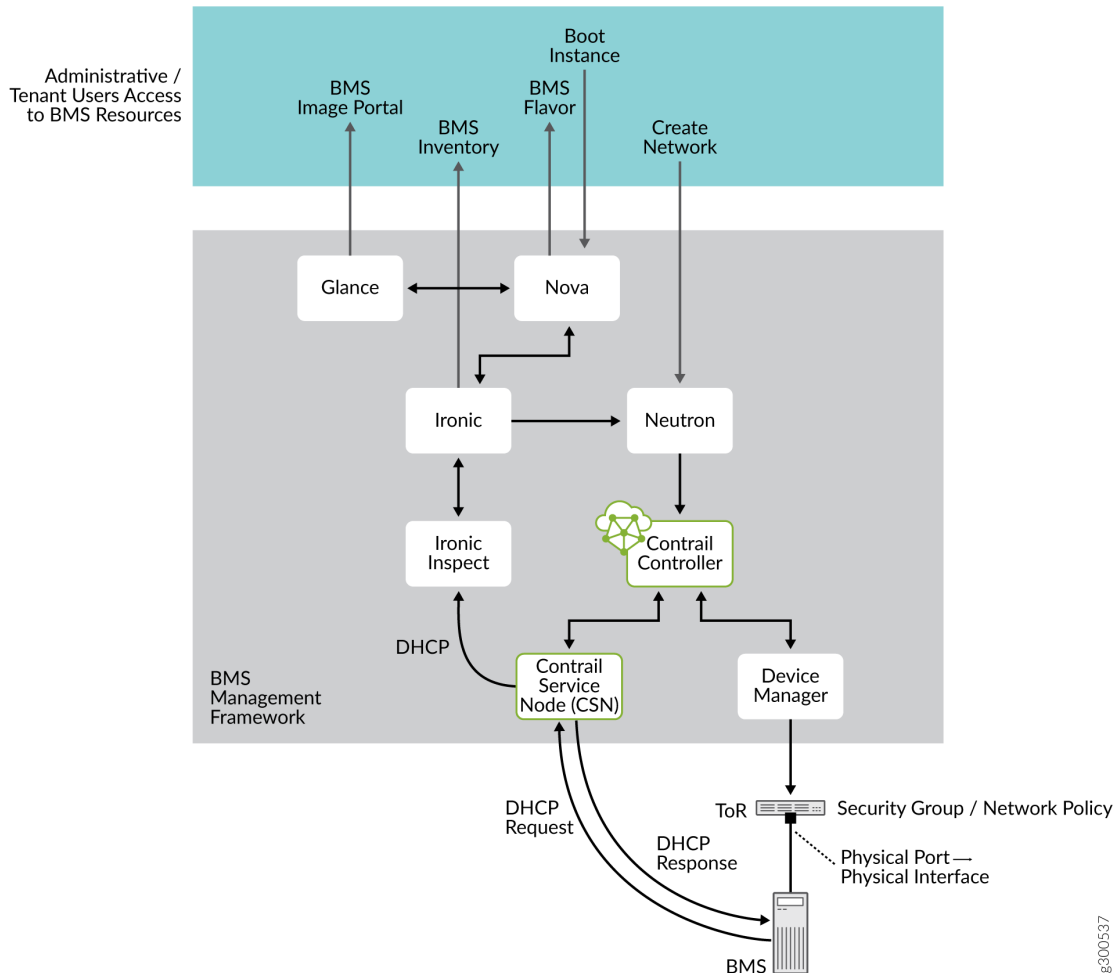 Boot
Instance
Administrative /
Tenant Users Access
to BMS Resources
BMS
Image Portal
BMS
Flavor
BMS
Inventory
Create
Network
Glance
Nova
Ironic
Neutron
Ironic
Inspect
Contrail
Controller
DHCP
Contrail
Service
Node (CSN)
Device
Manager
BMS
Management
Framework
DHCP
Request
ToR
Security Group / Network Policy
DHCP
Response
Physical Port →
Physical Interface
BMS
g300537